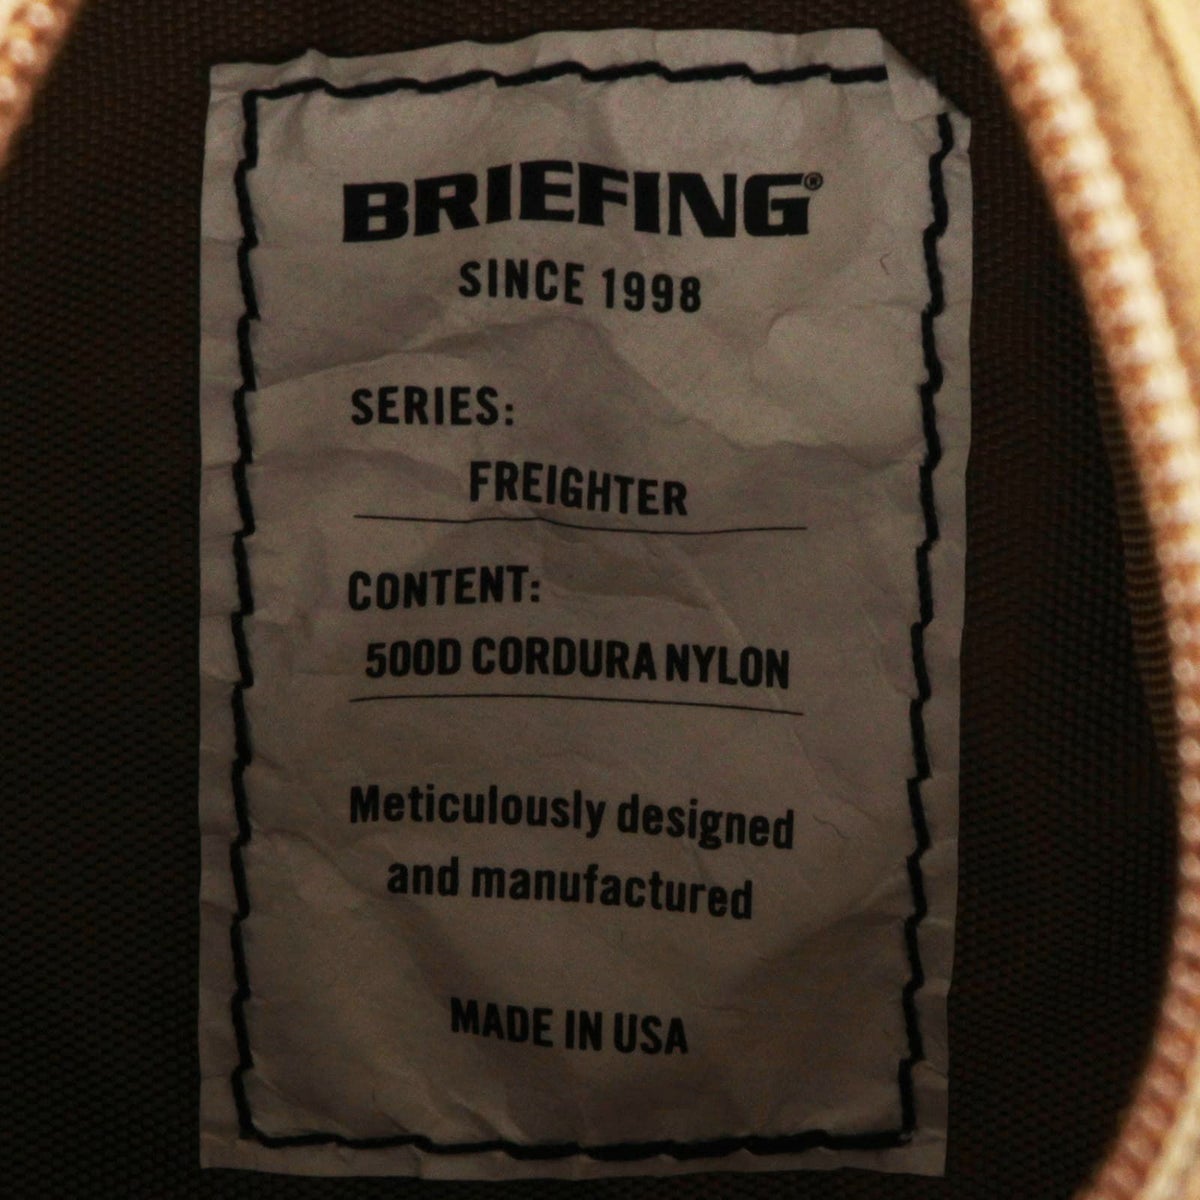 BRIEFING®
SINCE 1998
SERIES:
FREIGHTER
CONTENT:
500D CORDURA NYLON
Meticulously designed
and manufactured
MADE IN USA